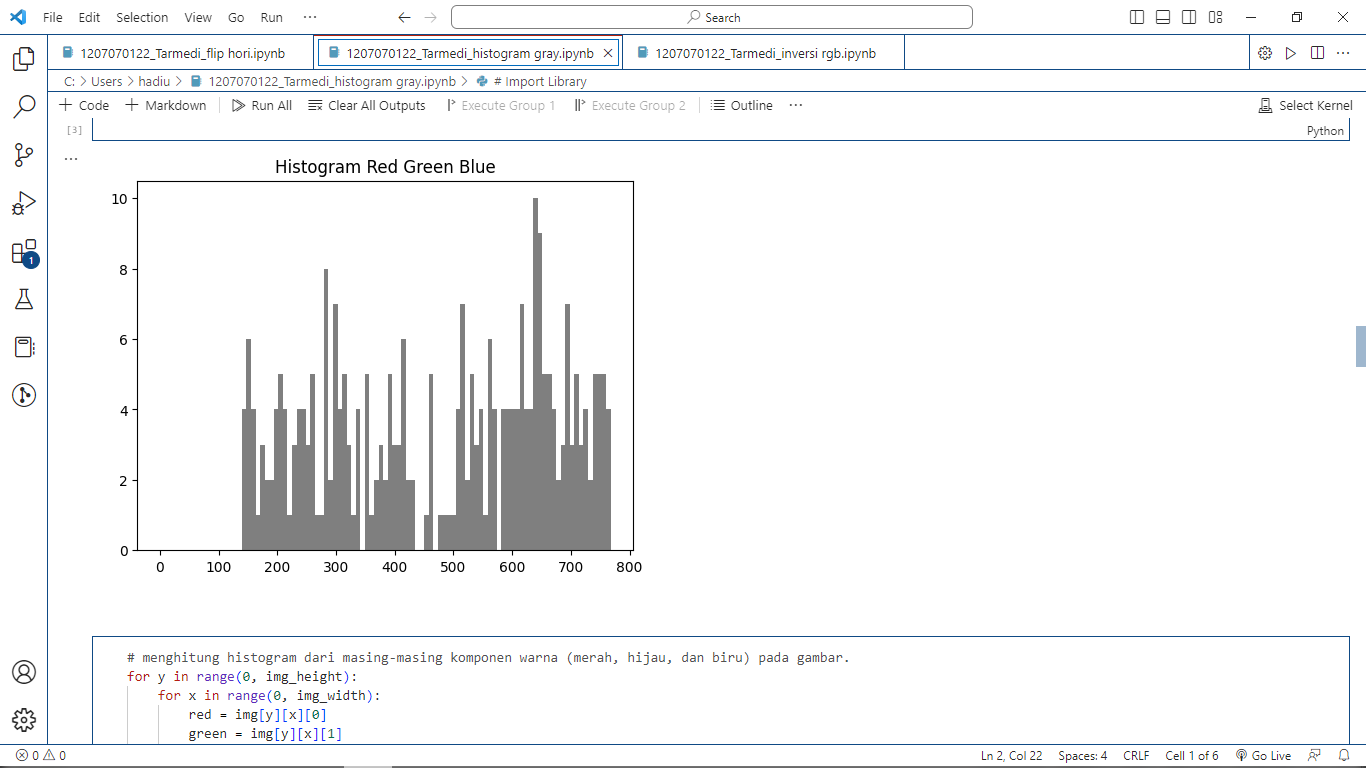 File Edit Selection View Go Run ··· Search
1207070122_Tarmedi_flip hori.ipynb 1207070122_Tarmedi_histogram gray.ipynb 1207070122_Tarmedi_inversi rgb.ipynb
C: > Users > hadiu > 1207070122_Tarmedi_histogram gray.ipynb > # Import Library
+ Code + Markdown Run All Clear All Outputs Execute Group 1 Execute Group 2 Outline ··· Select Kernel
[3] Python
...
Histogram Red Green Blue
10
8
6
4
2
0
0 100 200 300 400 500 600 700 800
1
# menghitung histogram dari masing-masing komponen warna (merah, hijau, dan biru) pada gambar.
for y in range(0, img_height):
for x in range(0, img_width):
red = img[y][x][0]
green = img[y][x][1]
0 0 Ln 2, Col 22 Spaces: 4 CRLF Cell 1 of 6 Go Live